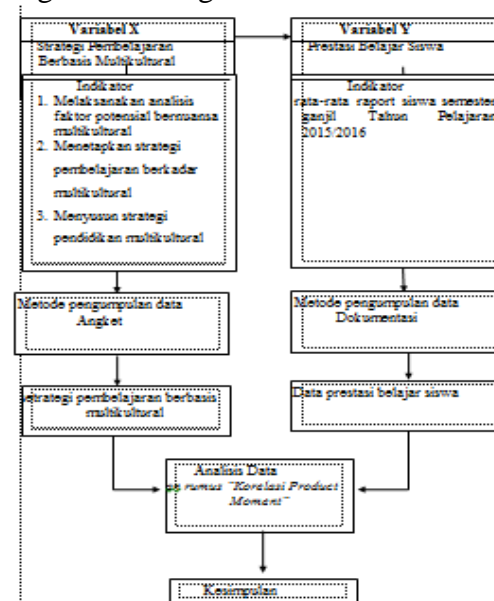 Variabel X
Strategi Pembelajaran
Berbasis Multikultural
Indikator
1. Melaksanakan analisis
faktor potensial bernuansa
multikultural
2. Menetapkan strategi
pembelajaran berkadar
multikultural
3. Menyusun strategi
pendidikan multikultural
Metode pengumpulan data
Angket
strategi pembelajaran berbasis
multikultural
Variabel Y
Prestasi Belajar Siswa
Indikator
rata-rata raport siswa semester
ganjil Tahun Pelajaran
2015/2016
Metode pengumpulan data
Dokumentasi
Data prestasi belajar siswa
Analisis Data
rumus "Korelasi Product
Moment"
Kesimpulan